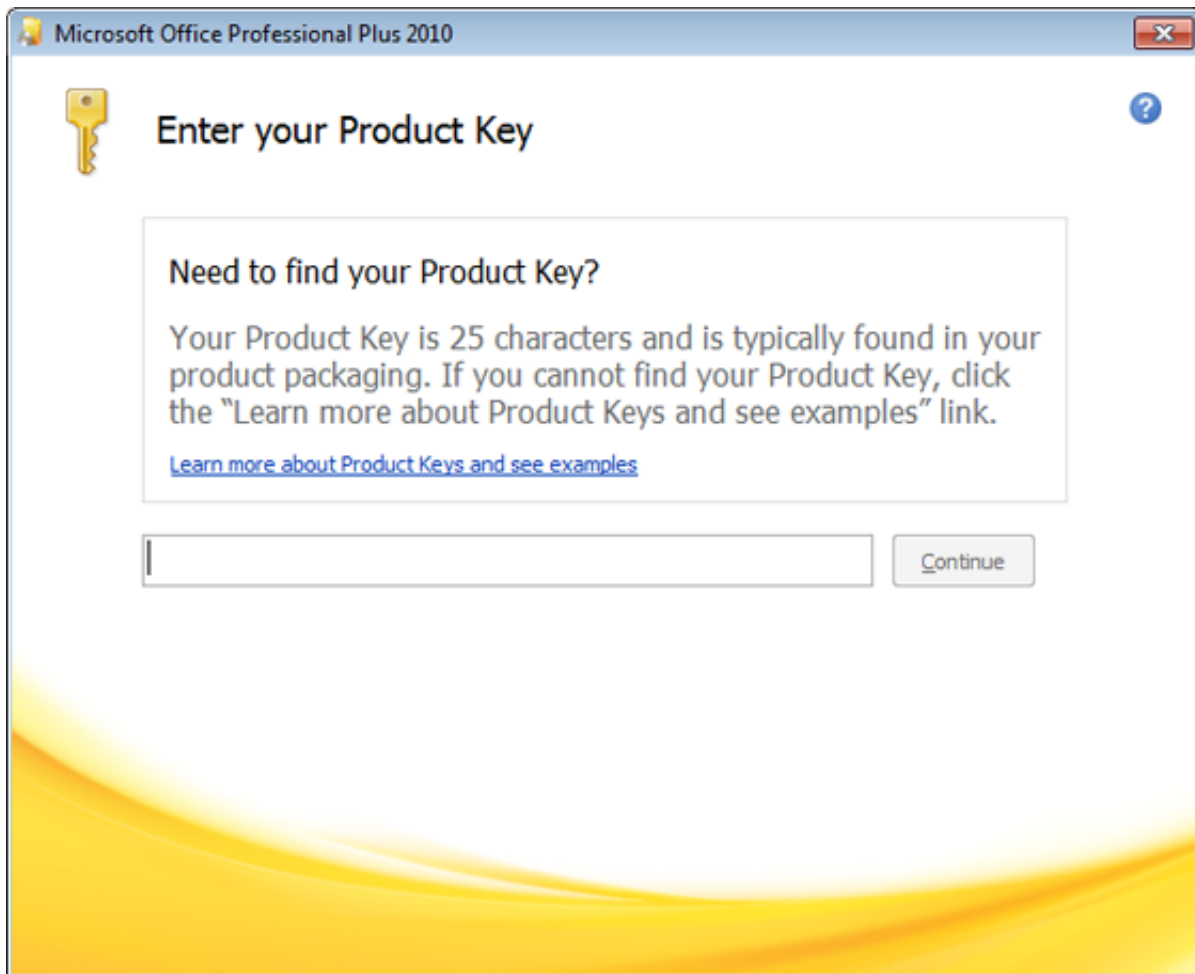 Microsoft Office Professional Plus 2010
Enter your Product Key
Need to find your Product Key?
Your Product Key is 25 characters and is typically found in your
product packaging. If you cannot find your Product Key, click
the “Learn more about Product Keys and see examples” link.
Learn more about Product Keys and see examples
Continue